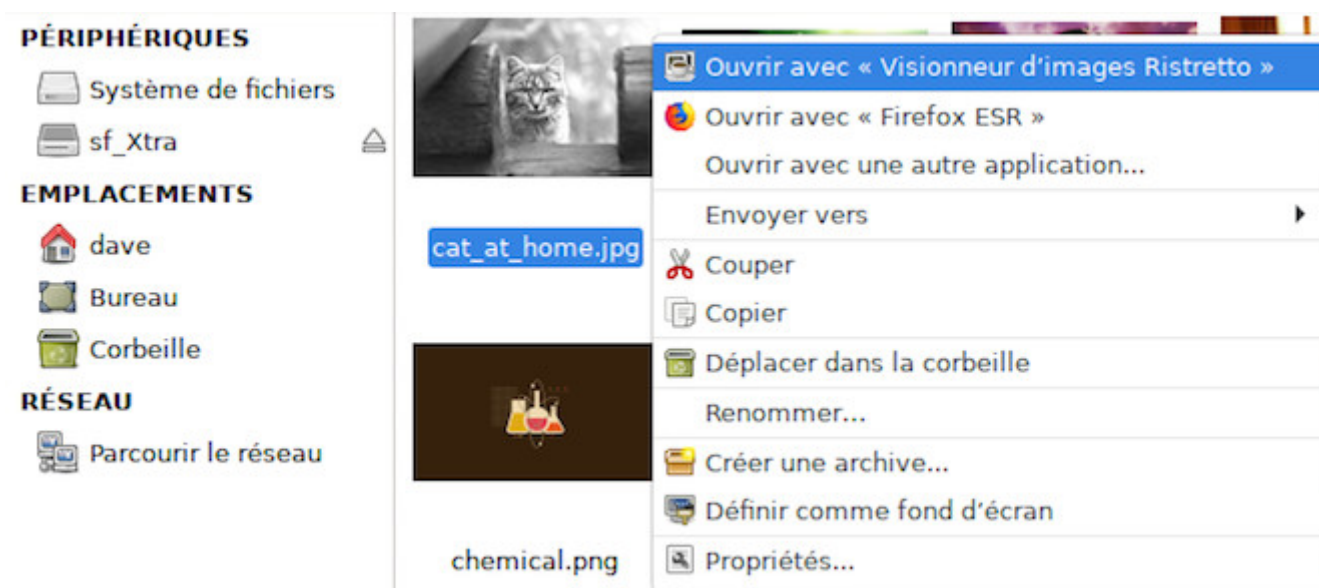 PÉRIPHÉRIQUES
Système de fichiers
sf_Xtra
EMPLACEMENTS
dave
Bureau
Corbeille
RÉSEAU
Parcourir le réseau
cat_at_home.jpg
chemical.png
Ouvrir avec « Visionneur d’images Ristretto »
Ouvrir avec « Firefox ESR »
Ouvrir avec une autre application...
Envoyer vers
Couper
Copier
Déplacer dans la corbeille
Renommer...
Créer une archive...
Définir comme fond d’écran
Propriétés...